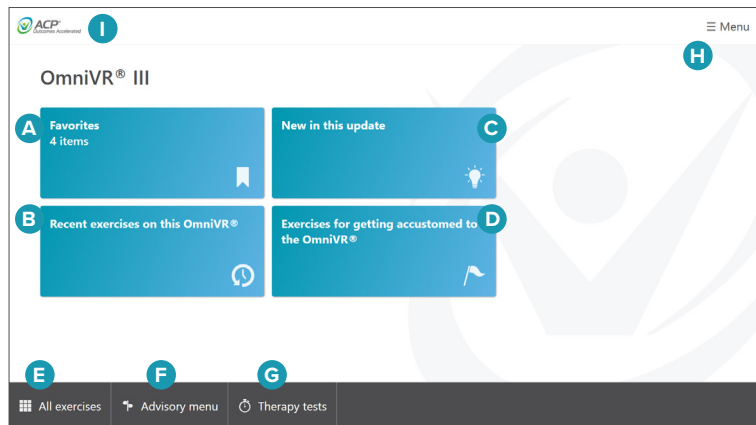 ACP®
Outcomes Accelerated
I
☰ Menu
H
OmniVR® III
A
Favorites
4 items
New in this update
C
B
Recent exercises on this OmniVR®
Exercises for getting accustomed to
the OmniVR®
D
E
F
G
All exercises
Advisory menu
Therapy tests